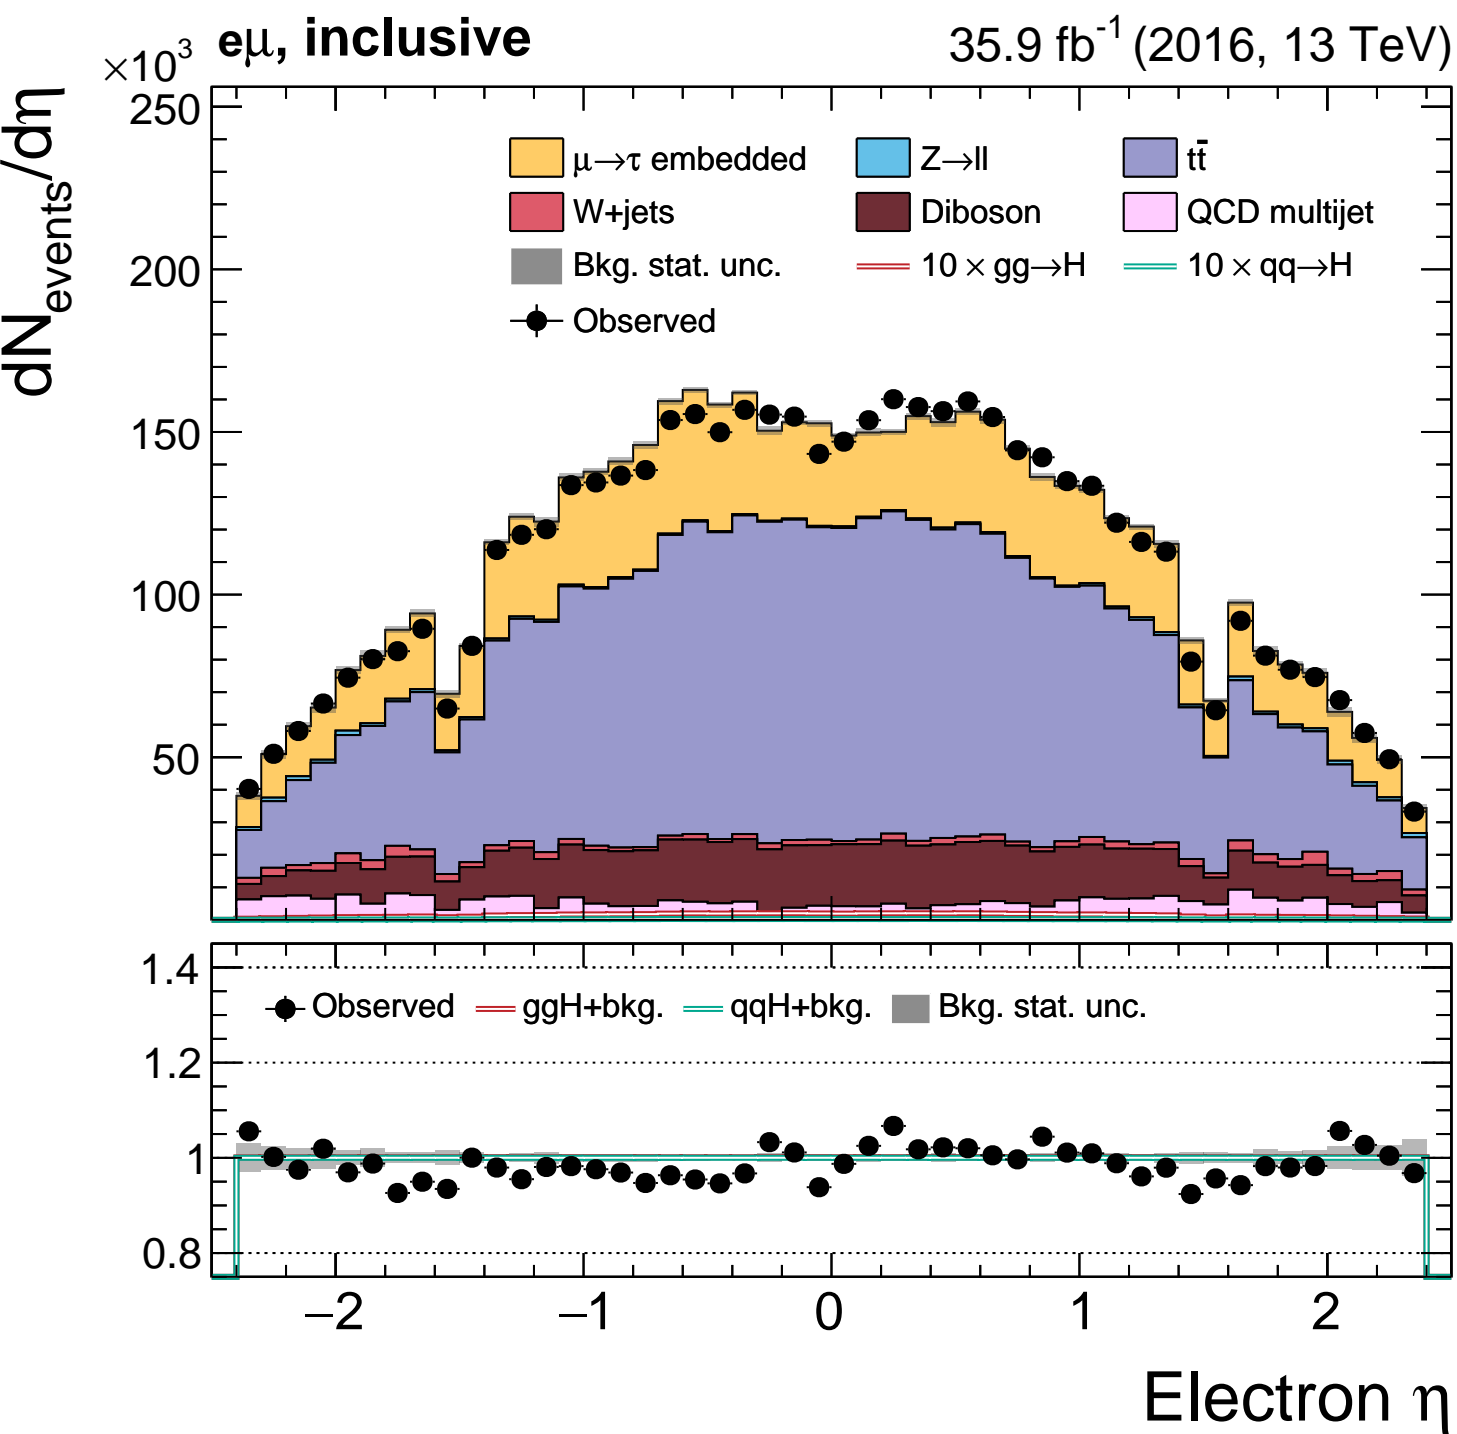 eμ, inclusive 35.9 fb⁻¹ (2016, 13 TeV)
×10³
dN_events/dη
250
200
150
100
50
μ→τ embedded Z→ll tt̄
W+jets Diboson QCD multijet
Bkg. stat. unc. 10 × gg→H 10 × qq→H
Observed
1.4
1.2
1
0.8
Observed ggH+bkg. qqH+bkg. Bkg. stat. unc.
−2 −1 0 1 2
Electron η